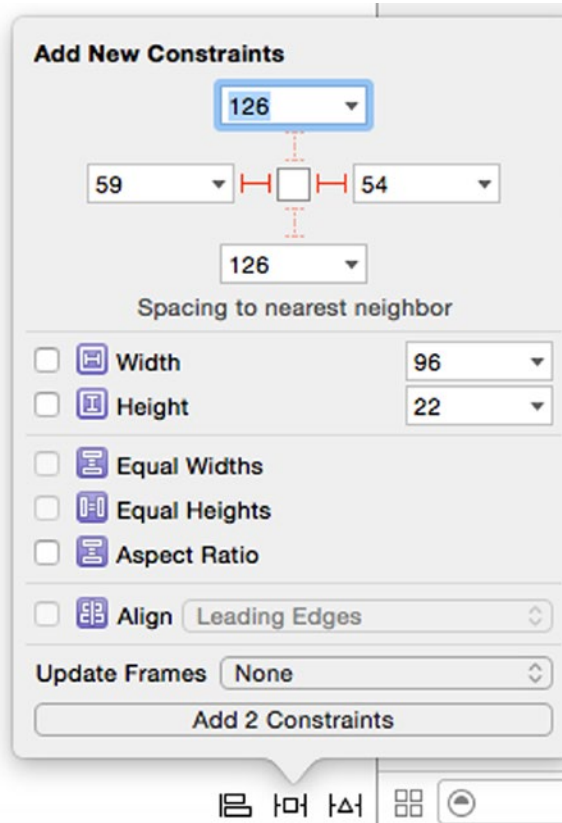 Add New Constraints
126
59 54
126
Spacing to nearest neighbor
Width 96
Height 22
Equal Widths
Equal Heights
Aspect Ratio
Align Leading Edges
Update Frames None
Add 2 Constraints